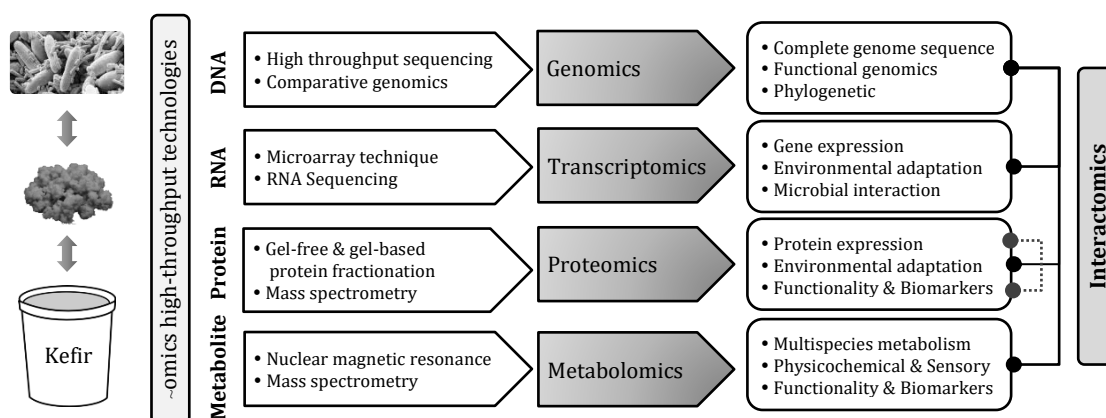 Kefir
~omics high-throughput technologies
DNA
• High throughput sequencing
• Comparative genomics
Genomics
• Complete genome sequence
• Functional genomics
• Phylogenetic
RNA
• Microarray technique
• RNA Sequencing
Transcriptomics
• Gene expression
• Environmental adaptation
• Microbial interaction
Protein
• Gel-free & gel-based
protein fractionation
• Mass spectrometry
Proteomics
• Protein expression
• Environmental adaptation
• Functionality & Biomarkers
Metabolite
• Nuclear magnetic resonance
• Mass spectrometry
Metabolomics
• Multispecies metabolism
• Physicochemical & Sensory
• Functionality & Biomarkers
Interactomics